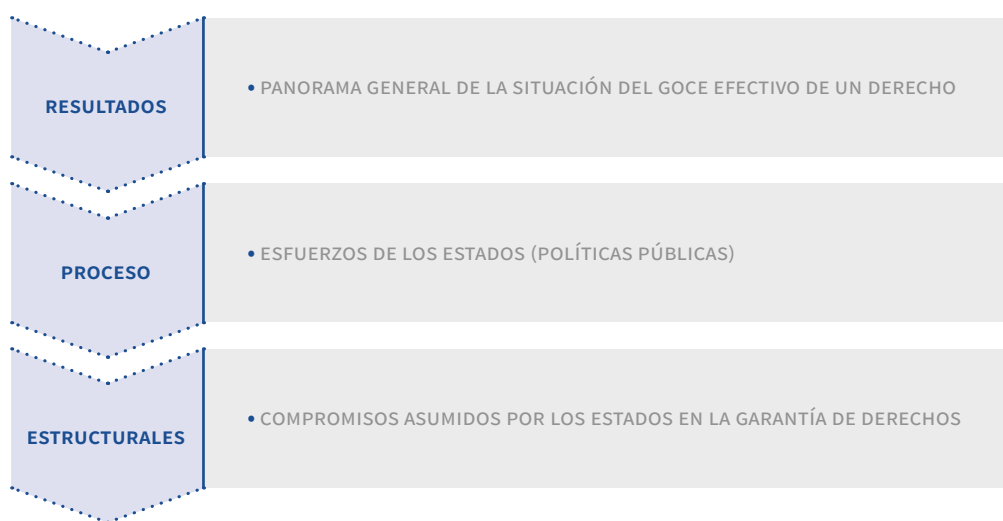 RESULTADOS
• PANORAMA GENERAL DE LA SITUACIÓN DEL GOCE EFECTIVO DE UN DERECHO
PROCESO
• ESFUERZOS DE LOS ESTADOS (POLÍTICAS PÚBLICAS)
ESTRUCTURALES
• COMPROMISOS ASUMIDOS POR LOS ESTADOS EN LA GARANTÍA DE DERECHOS